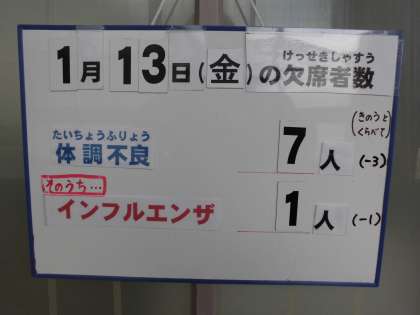 けっせきしゃすう
1月13日(金)の欠席者数
(きのうと
くらべて)
たいちょうふりょう
体調不良 7人 (-3)
そのうち…
インフルエンザ 1人 (-1)